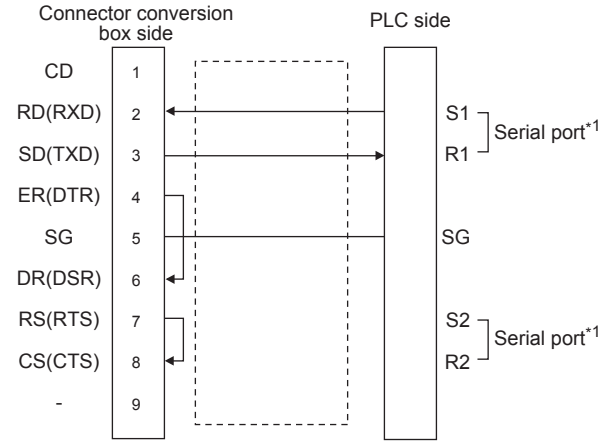 Connector conversion
box side
PLC side
CD 1
RD(RXD) 2 S1
Serial port*1
SD(TXD) 3 R1
ER(DTR) 4
SG 5 SG
DR(DSR) 6
RS(RTS) 7 S2
Serial port*1
CS(CTS) 8 R2
- 9